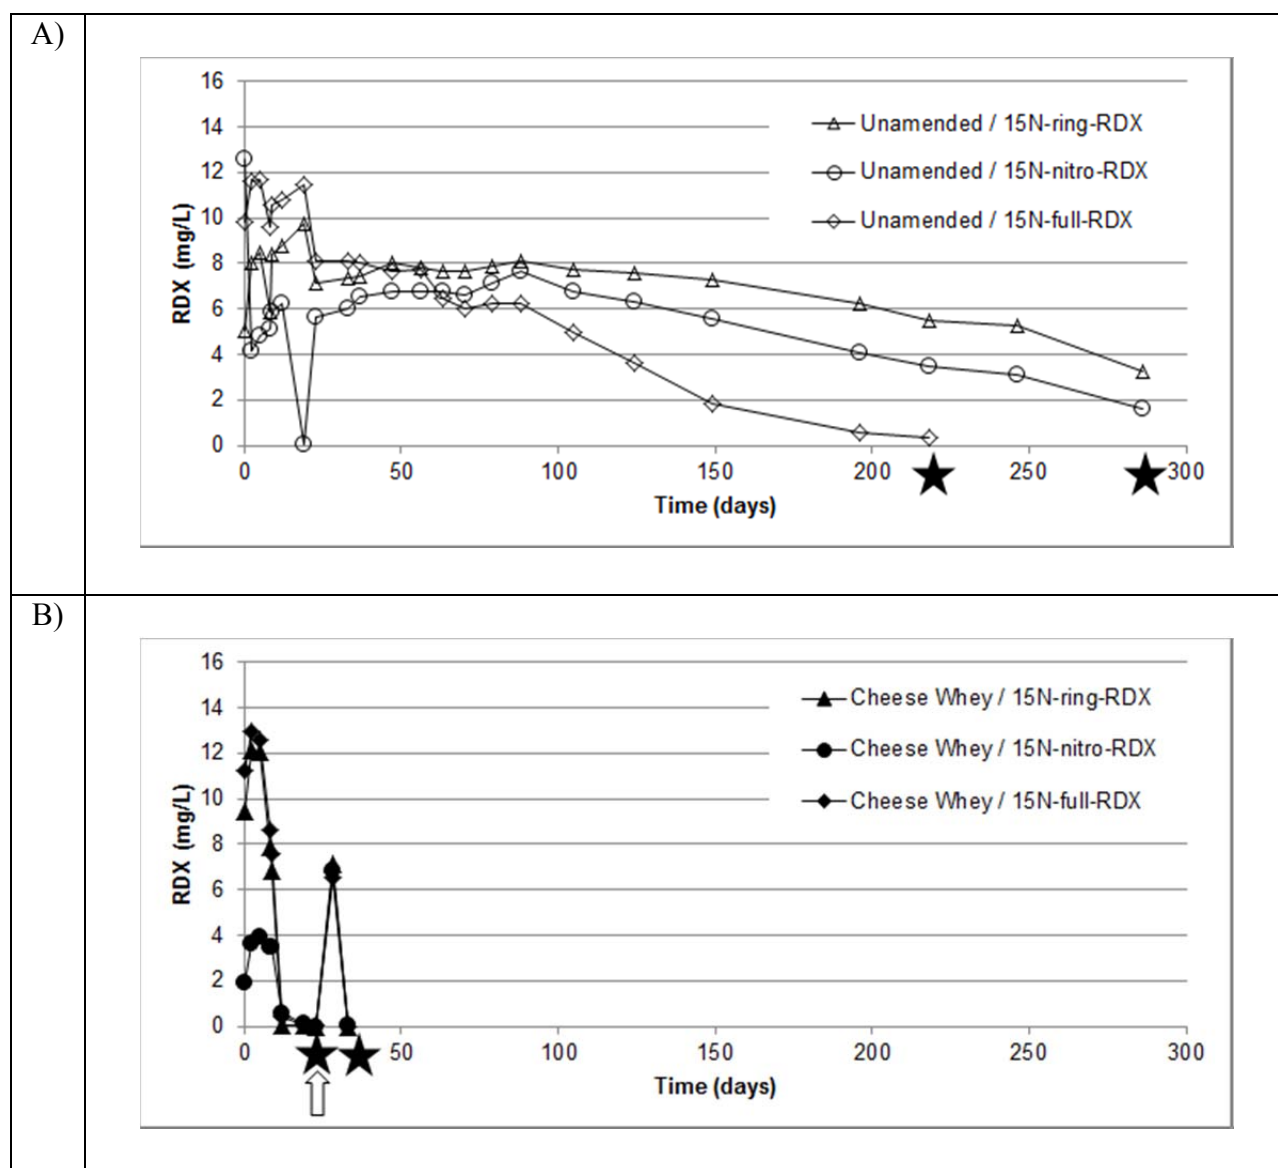 A)
16
14
12
10
8
6
4
2
0
RDX (mg/L)
Unamended / 15N-ring-RDX
Unamended / 15N-nitro-RDX
Unamended / 15N-full-RDX
0 50 100 150 200 250 300
Time (days)
B)
16
14
12
10
8
6
4
2
0
RDX (mg/L)
Cheese Whey / 15N-ring-RDX
Cheese Whey / 15N-nitro-RDX
Cheese Whey / 15N-full-RDX
0 50 100 150 200 250 300
Time (days)